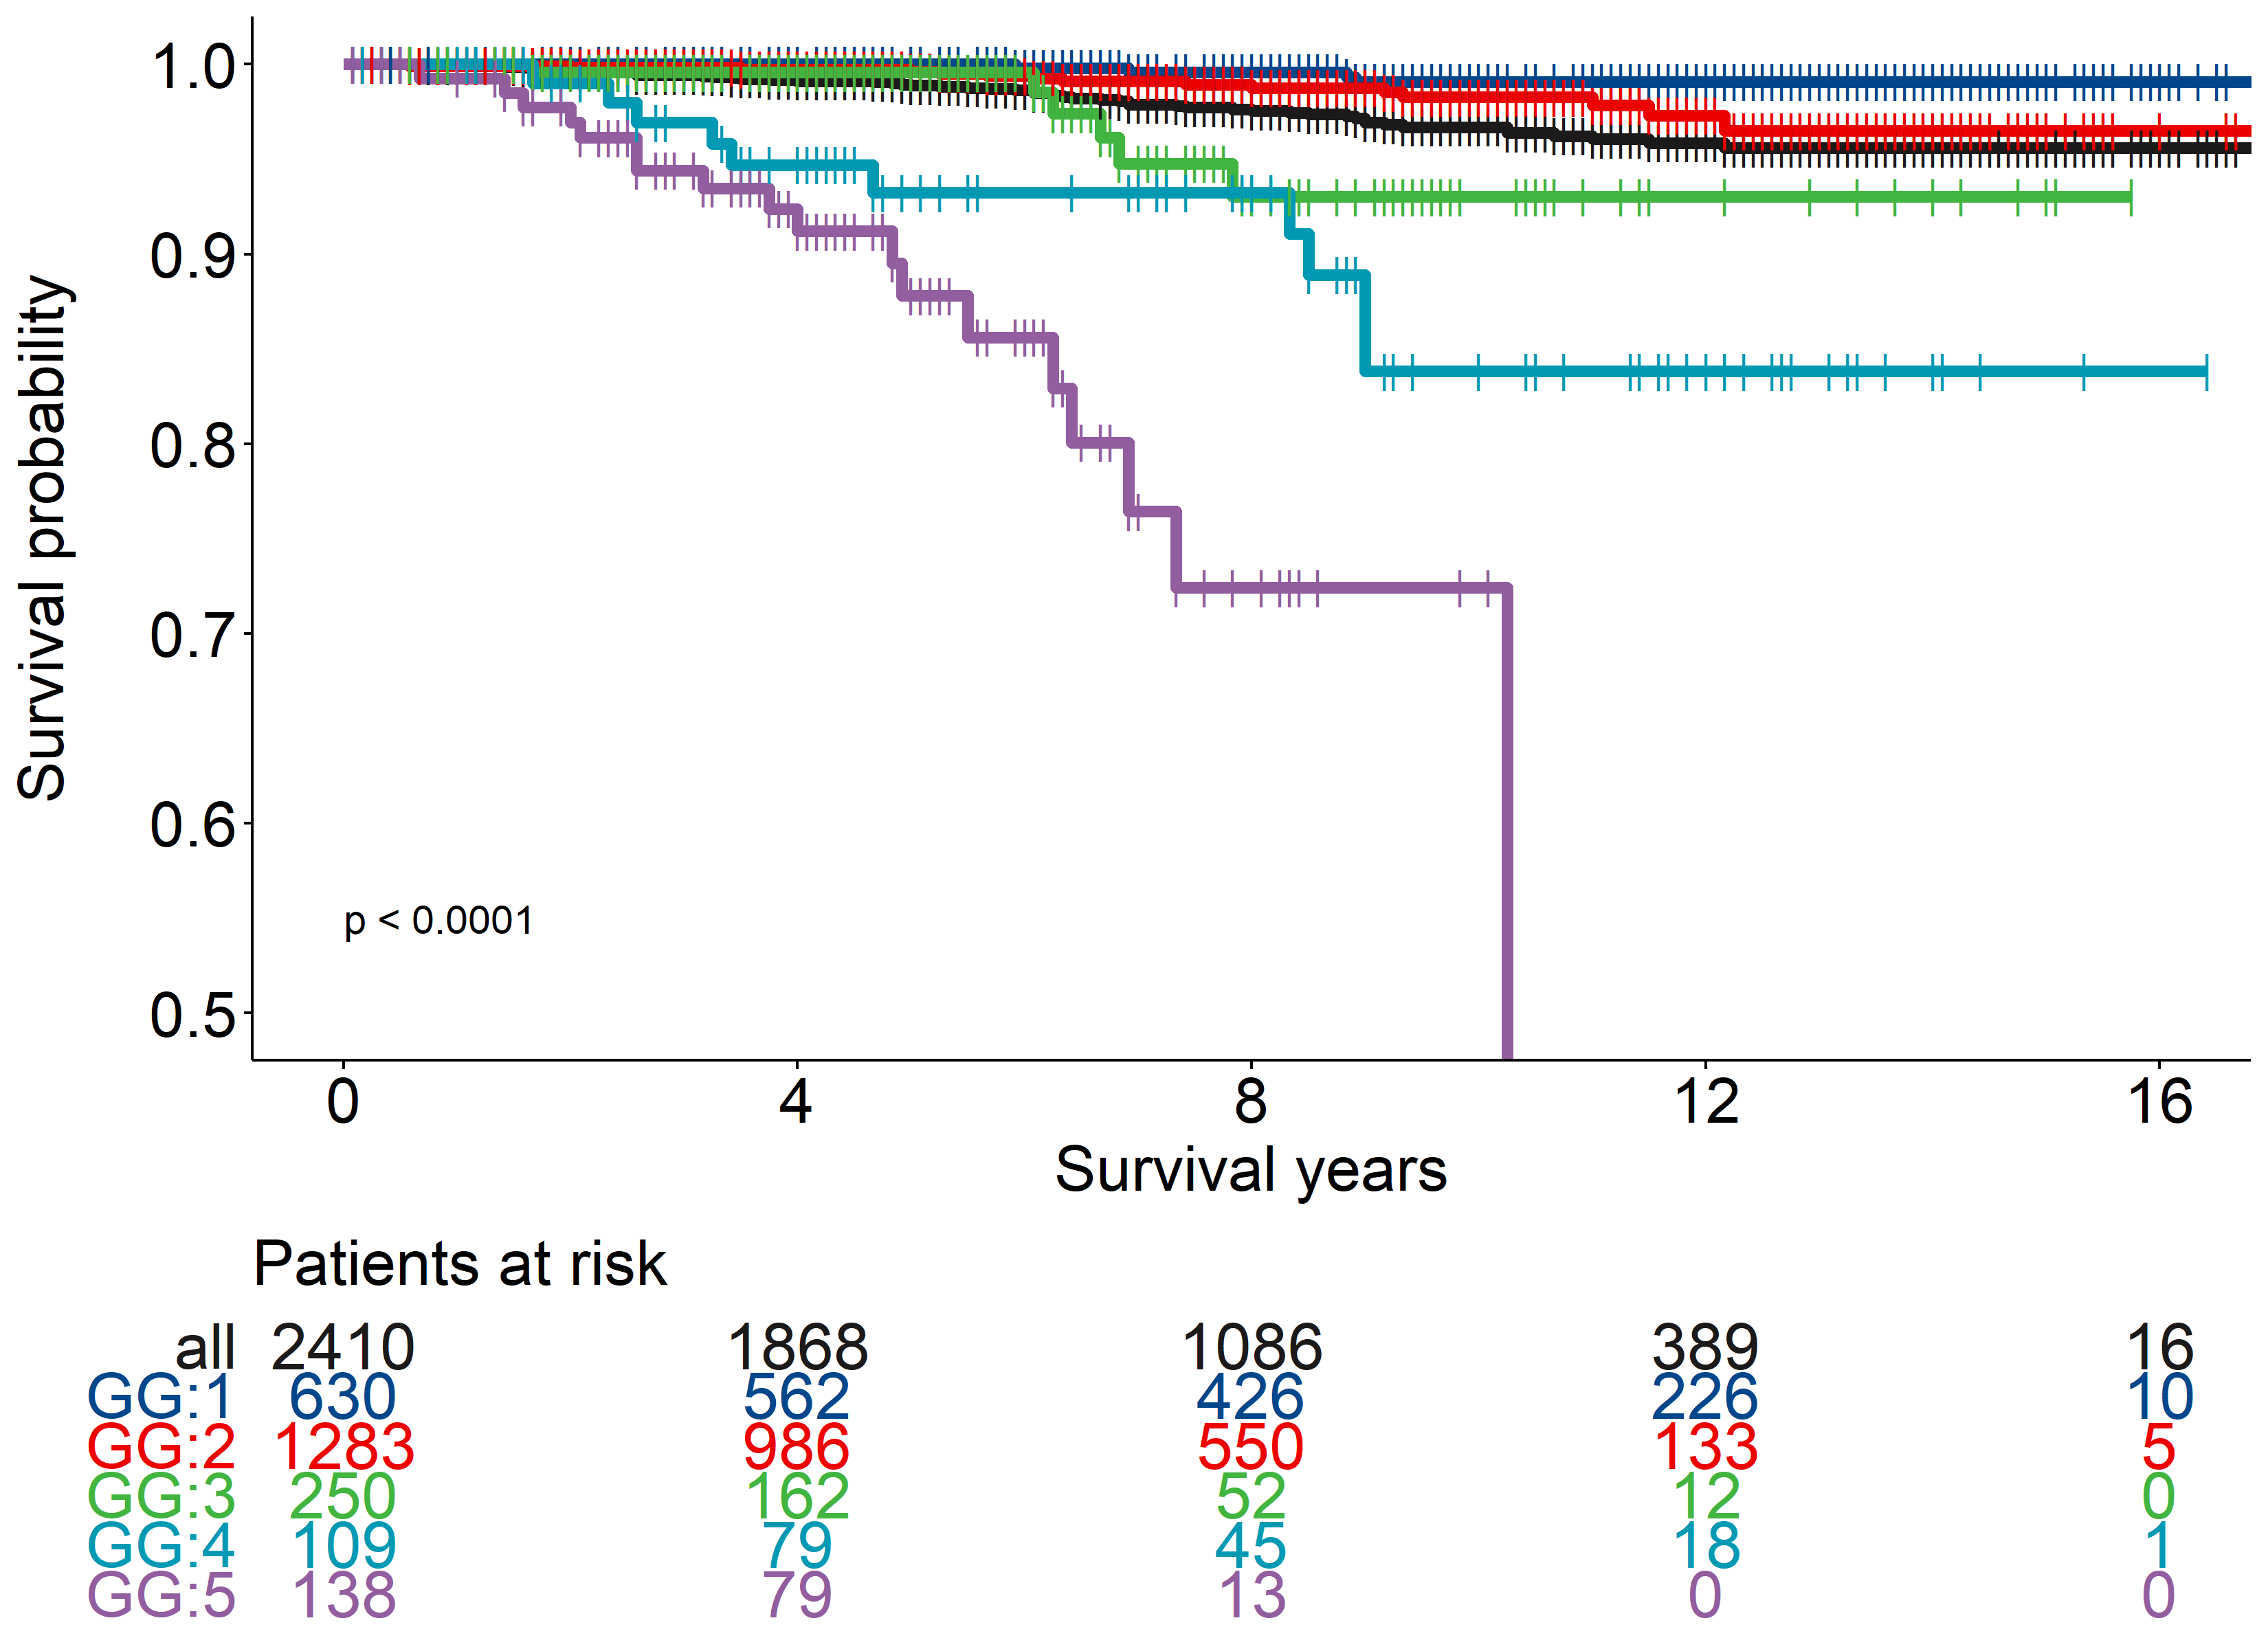 Survival probability
1.0
0.9
0.8
0.7
0.6
0.5
p < 0.0001
0 4 8 12 16
Survival years
Patients at risk
all 2410 1868 1086 389 16
GG:1 630 562 426 226 10
GG:2 1283 986 550 133 5
GG:3 250 162 52 12 0
GG:4 109 79 45 18 1
GG:5 138 79 13 0 0